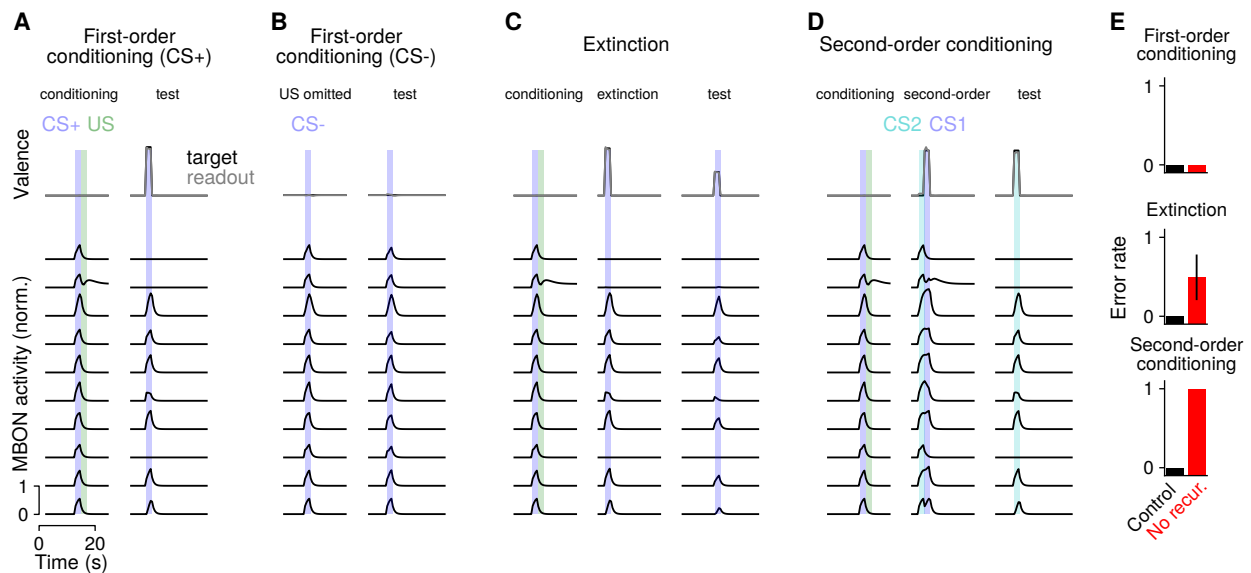 A
First-order
conditioning (CS+)
conditioning
test
CS+ US
target
readout
Valence
MBON activity (norm.)
1
0
0
20
Time (s)
B
First-order
conditioning (CS-)
US omitted
test
CS-
C
Extinction
conditioning
extinction
test
D
Second-order conditioning
conditioning
second-order
test
CS2 CS1
E
First-order
conditioning
1
0
Extinction
1
0
Error rate
Second-order
conditioning
1
0
Control
No recur.